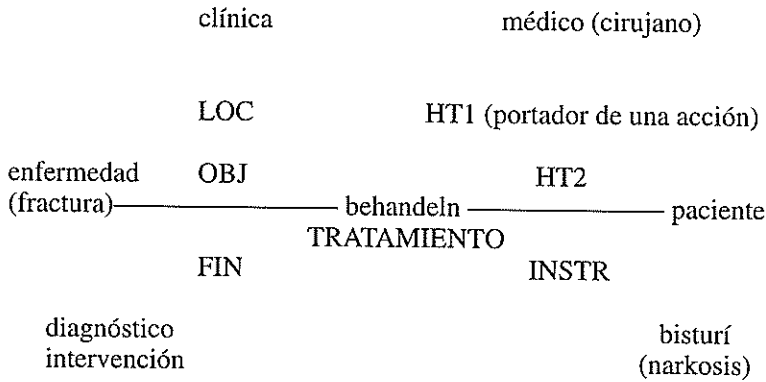 clínica médico (cirujano)
LOC HT1 (portador de una acción)
enfermedad OBJ HT2
(fractura) behandeln paciente
TRATAMIENTO
FIN INSTR
diagnóstico bisturí
intervención (narkosis)